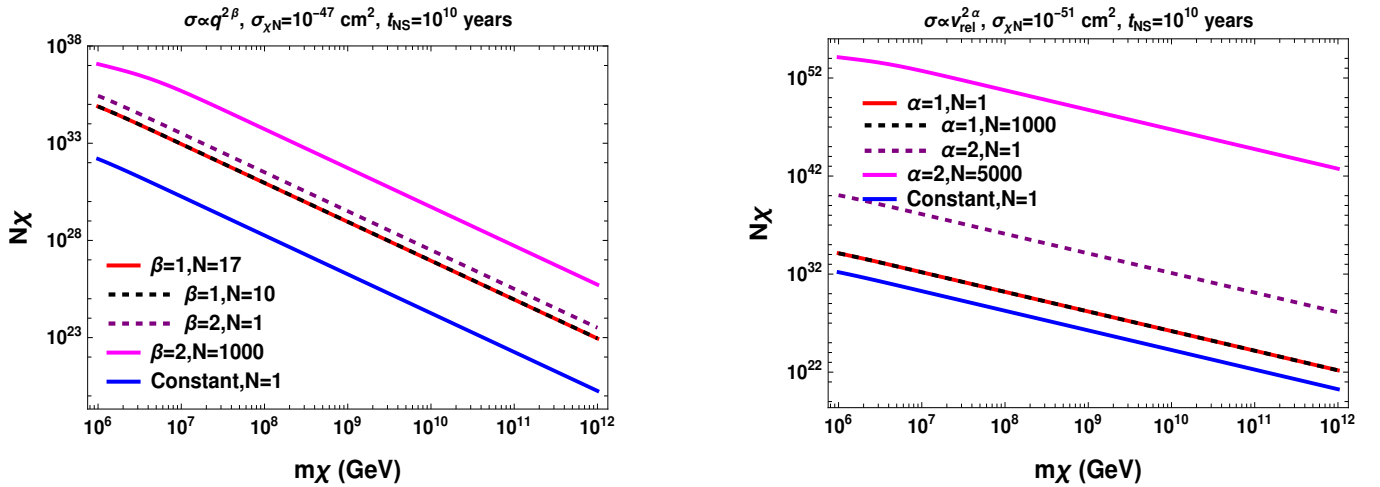 σ∝q^{2β}, σ_{χN}=10^{-47} cm^2, t_{NS}=10^{10} years
10^{38}
10^{33}
10^{28}
10^{23}
Nχ
β=1,N=17
β=1,N=10
β=2,N=1
β=2,N=1000
Constant,N=1
10^6 10^7 10^8 10^9 10^{10} 10^{11} 10^{12}
mχ (GeV)
σ∝v_{rel}^{2α}, σ_{χN}=10^{-51} cm^2, t_{NS}=10^{10} years
10^{52}
10^{42}
10^{32}
10^{22}
Nχ
α=1,N=1
α=1,N=1000
α=2,N=1
α=2,N=5000
Constant,N=1
10^6 10^7 10^8 10^9 10^{10} 10^{11} 10^{12}
mχ (GeV)